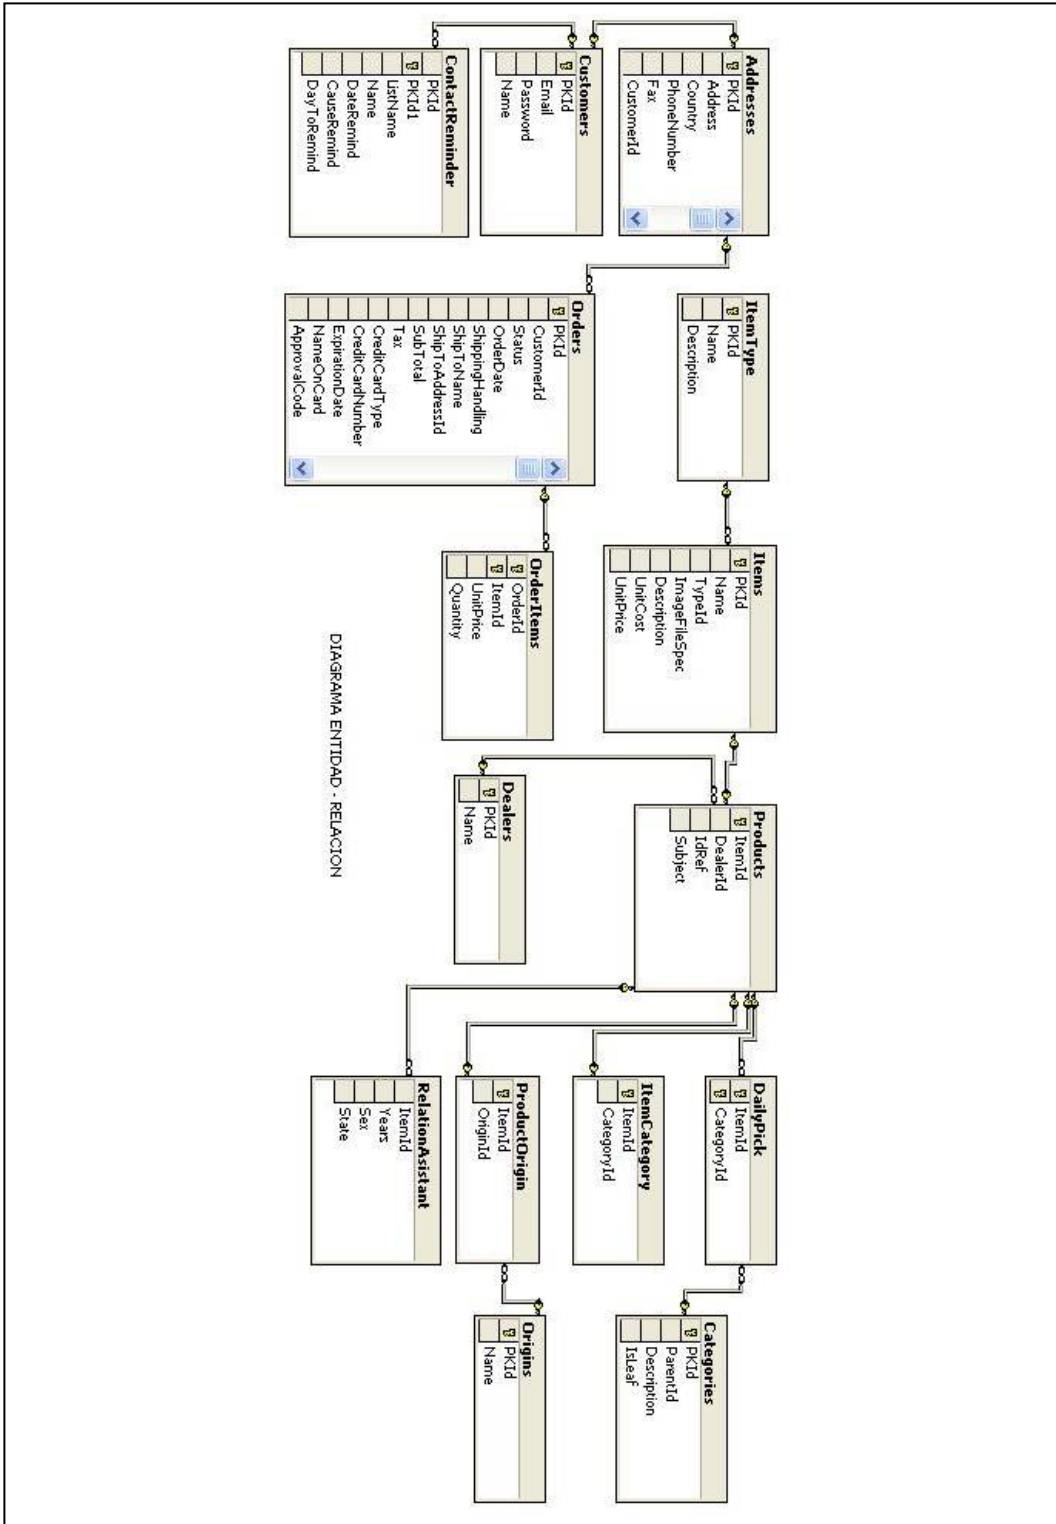 Addresses
PKId
Address
Country
PhoneNumber
Fax
CustomerId
Customers
PKId
Email
Password
Name
ContactReminder
PKId
PKId1
ListName
Name
DateRemind
CauseRemind
DayToRemind
ItemType
PKId
Name
Description
Orders
PKId
CustomerId
Status
OrderDate
ShippingHandling
ShipToName
ShipToAddressId
SubTotal
Tax
CreditCardType
CreditCardNumber
ExpirationDate
NameOnCard
ApprovalCode
Items
PKId
Name
TypeId
ImageFileSpec
Description
UnitCost
UnitPrice
OrderItems
OrderId
ItemId
UnitPrice
Quantity
Products
ItemId
DealerId
IdRef
Subject
Dealers
PKId
Name
DailyPick
ItemId
CategoryId
ItemCategory
ItemId
CategoryId
ProductOrigin
ItemId
OriginId
RelationAsistant
ItemId
Years
Sex
State
Categories
PKId
ParentId
Description
IsLeaf
Origins
PKId
Name
DIAGRAMA ENTIDAD - RELACION